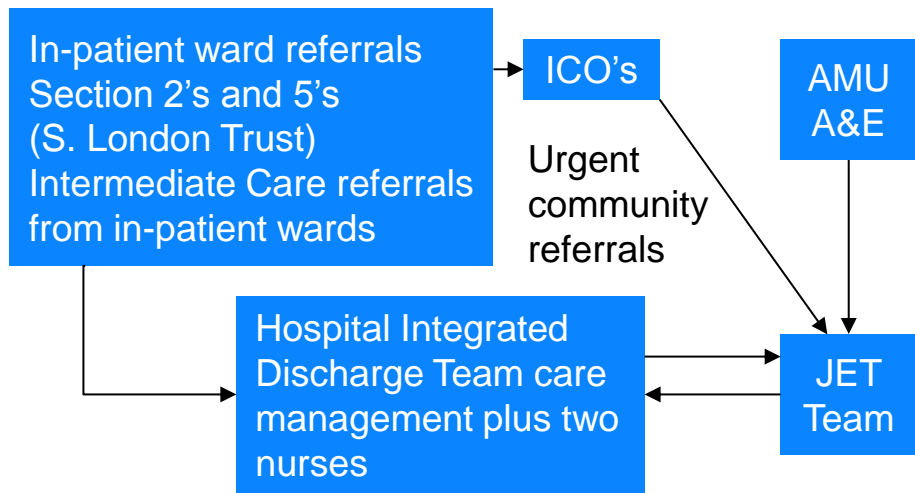 In-patient ward referrals
Section 2’s and 5’s
(S. London Trust)
Intermediate Care referrals
from in-patient wards
ICO’s
AMU
A&E
Urgent
community
referrals
Hospital Integrated
Discharge Team care
management plus two
nurses
JET
Team